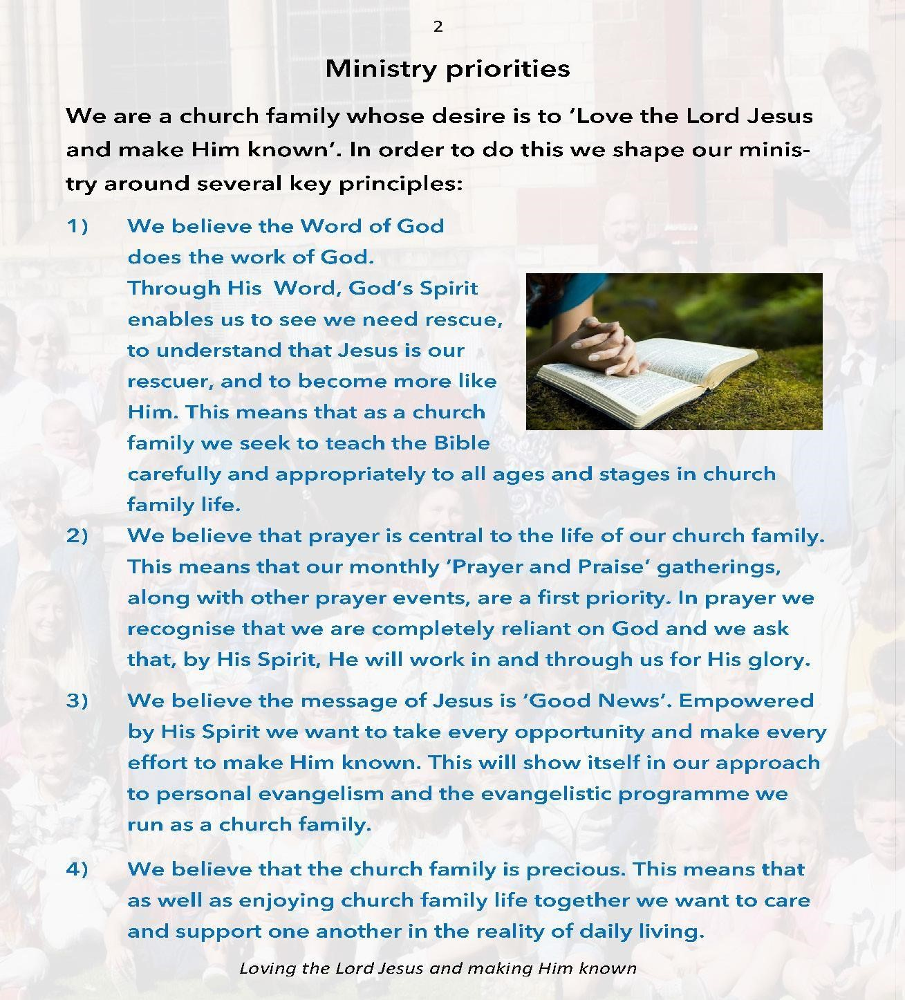 2
Ministry priorities
We are a church family whose desire is to ‘Love the Lord Jesus
and make Him known’. In order to do this we shape our minis-
try around several key principles:
1) We believe the Word of God
does the work of God.
Through His Word, God’s Spirit
enables us to see we need rescue,
to understand that Jesus is our
rescuer, and to become more like
Him. This means that as a church
family we seek to teach the Bible
carefully and appropriately to all ages and stages in church
family life.
2) We believe that prayer is central to the life of our church family.
This means that our monthly ‘Prayer and Praise’ gatherings,
along with other prayer events, are a first priority. In prayer we
recognise that we are completely reliant on God and we ask
that, by His Spirit, He will work in and through us for His glory.
3) We believe the message of Jesus is ‘Good News’. Empowered
by His Spirit we want to take every opportunity and make every
effort to make Him known. This will show itself in our approach
to personal evangelism and the evangelistic programme we
run as a church family.
4) We believe that the church family is precious. This means that
as well as enjoying church family life together we want to care
and support one another in the reality of daily living.
Loving the Lord Jesus and making Him known